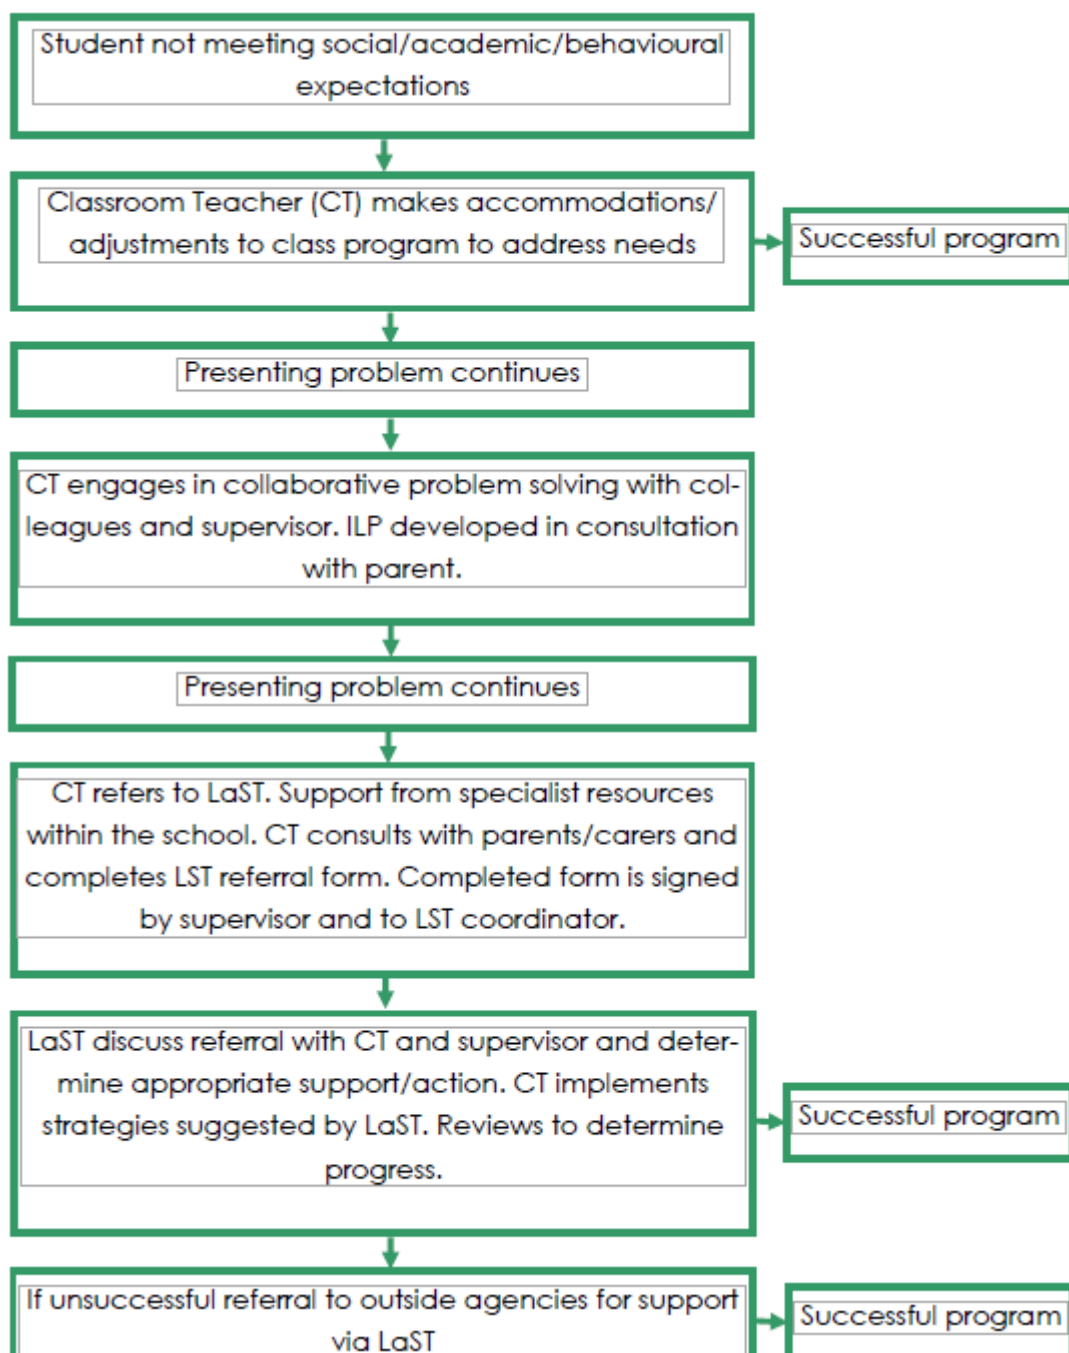 Student not meeting social/academic/behavioural
expectations
Classroom Teacher (CT) makes accommodations/
adjustments to class program to address needs
Successful program
Presenting problem continues
CT engages in collaborative problem solving with col-
leagues and supervisor. ILP developed in consultation
with parent.
Presenting problem continues
CT refers to LaST. Support from specialist resources
within the school. CT consults with parents/carers and
completes LST referral form. Completed form is signed
by supervisor and to LST coordinator.
LaST discuss referral with CT and supervisor and deter-
mine appropriate support/action. CT implements
strategies suggested by LaST. Reviews to determine
progress.
Successful program
If unsuccessful referral to outside agencies for support
via LaST
Successful program